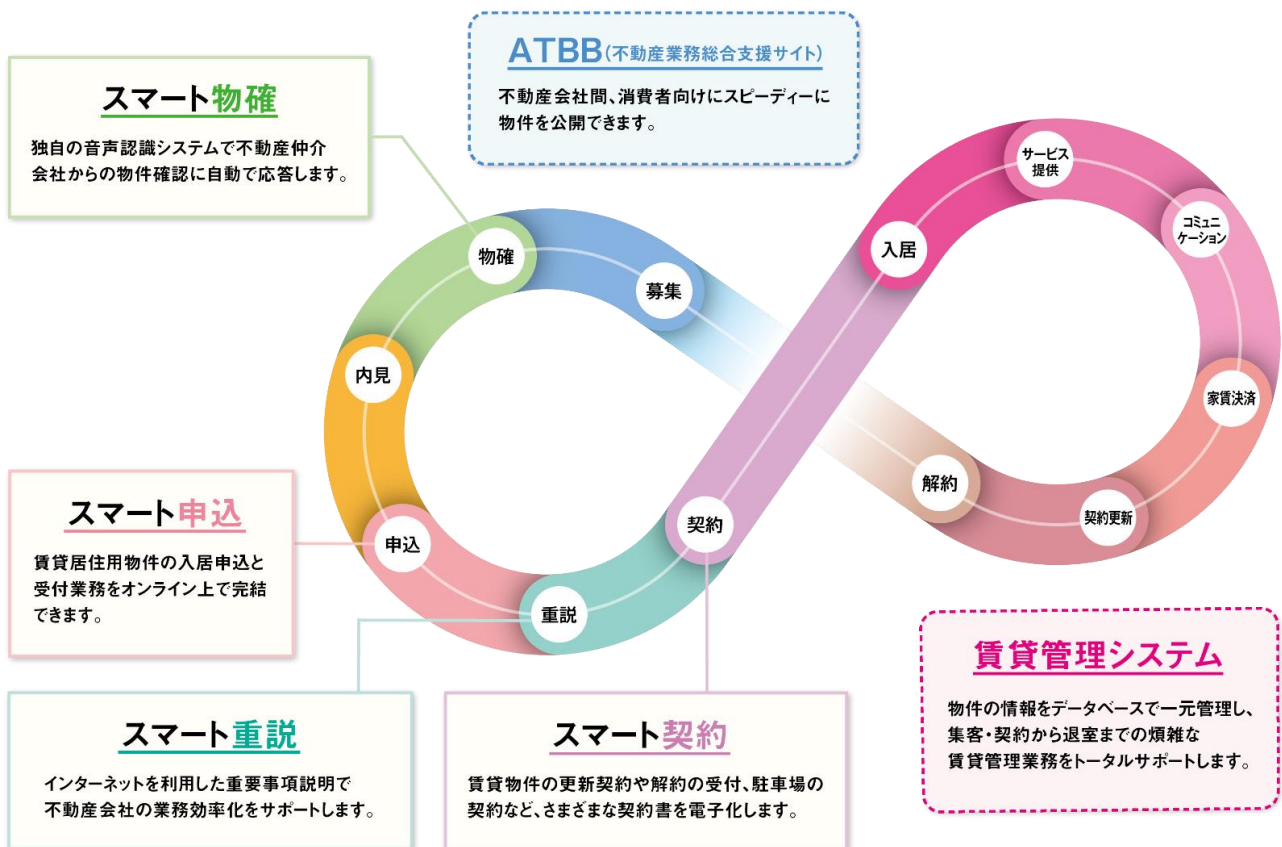 ATBB(不動産業務総合支援サイト)
不動産会社間、消費者向けにスピーディーに
物件を公開できます。
スマート物確
独自の音声認識システムで不動産仲介
会社からの物件確認に自動で応答します。
物確
募集
内見
申込
重説
契約
入居
サービス
提供
コミュニ
ケーション
家賃決済
契約更新
解約
スマート申込
賃貸居住用物件の入居申込と
受付業務をオンライン上で完結
できます。
スマート重説
インターネットを利用した重要事項説明で
不動産会社の業務効率化をサポートします。
スマート契約
賃貸物件の更新契約や解約の受付、駐車場の
契約など、さまざまな契約書を電子化します。
賃貸管理システム
物件の情報をデータベースで一元管理し、
集客・契約から退室までの煩雑な
賃貸管理業務をトータルサポートします。